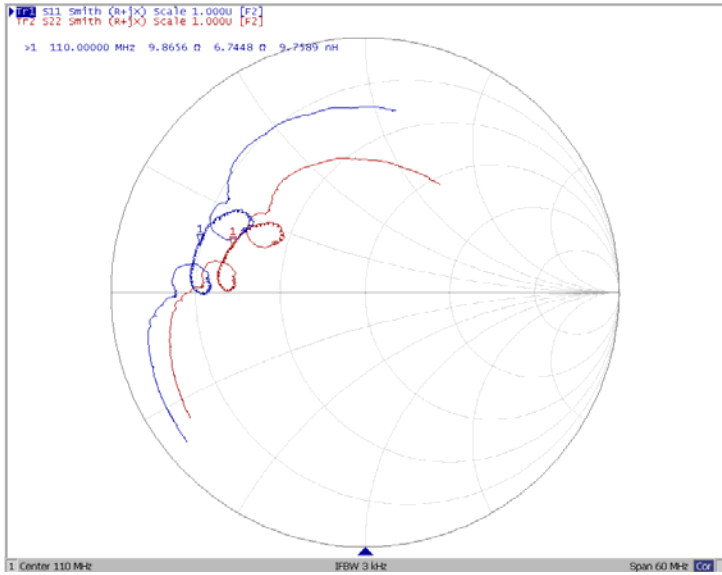 Tr1 S11 Smith (R+jX) Scale 1.000U [F2]
Tr2 S22 Smith (R+jX) Scale 1.000U [F2]
>1 110.00000 MHz 9.8656 Ω 6.7448 Ω 9.7589 nH
1
1
1 Center 110 MHz IFBW 3 kHz Span 60 MHz Cor